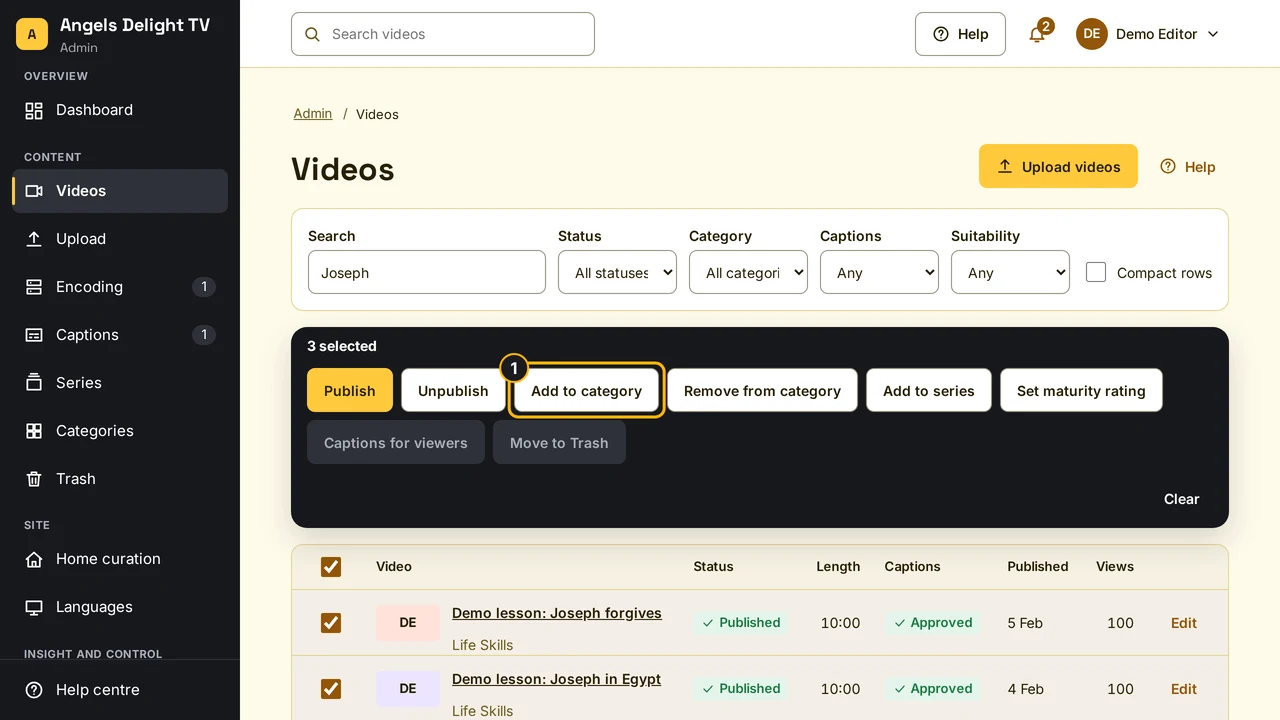 A
Angels Delight TV
Admin
OVERVIEW
Dashboard
CONTENT
Videos
Upload
Encoding 1
Captions 1
Series
Categories
Trash
SITE
Home curation
Languages
INSIGHT AND CONTROL
Help centre
Search videos
Help
2
DE Demo Editor
Admin / Videos
Videos
Upload videos
Help
Search Status Category Captions Suitability
Joseph All statuses All categori Any Any Compact rows
3 selected
1
Publish Unpublish Add to category Remove from category Add to series Set maturity rating
Captions for viewers Move to Trash
Clear
Video Status Length Captions Published Views
DE Demo lesson: Joseph forgives Published 10:00 Approved 5 Feb 100 Edit
Life Skills
DE Demo lesson: Joseph in Egypt Published 10:00 Approved 4 Feb 100 Edit
Life Skills